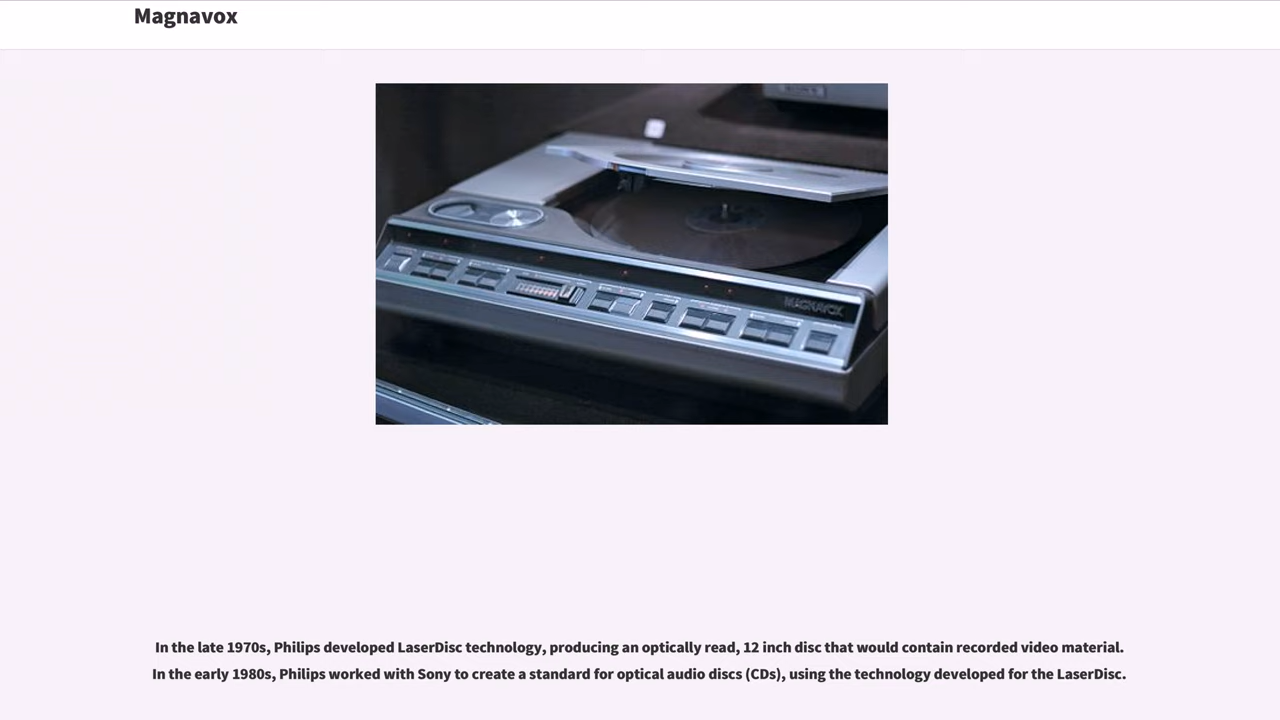 Magnavox
MAGNAVOX
In the late 1970s, Philips developed LaserDisc technology, producing an optically read, 12 inch disc that would contain recorded video material.
In the early 1980s, Philips worked with Sony to create a standard for optical audio discs (CDs), using the technology developed for the LaserDisc.